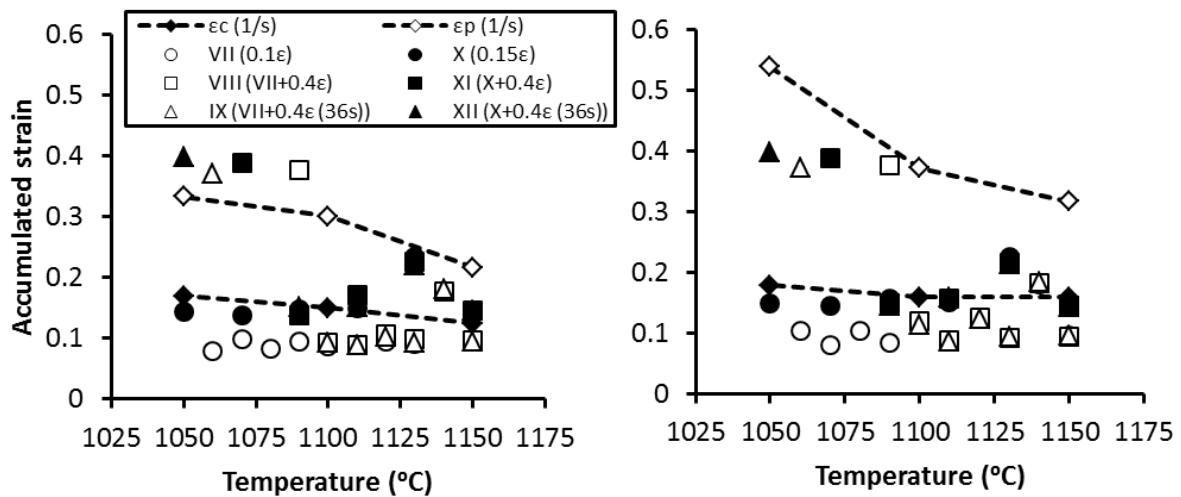 εc (1/s) εp (1/s)
VII (0.1ε) X (0.15ε)
VIII (VII+0.4ε) XI (X+0.4ε)
IX (VII+0.4ε (36s)) XII (X+0.4ε (36s))
Accumulated strain
0.6
0.5
0.4
0.3
0.2
0.1
0
1025 1050 1075 1100 1125 1150 1175
Temperature (ºC)
0.6
0.5
0.4
0.3
0.2
0.1
0
1025 1050 1075 1100 1125 1150 1175
Temperature (ºC)